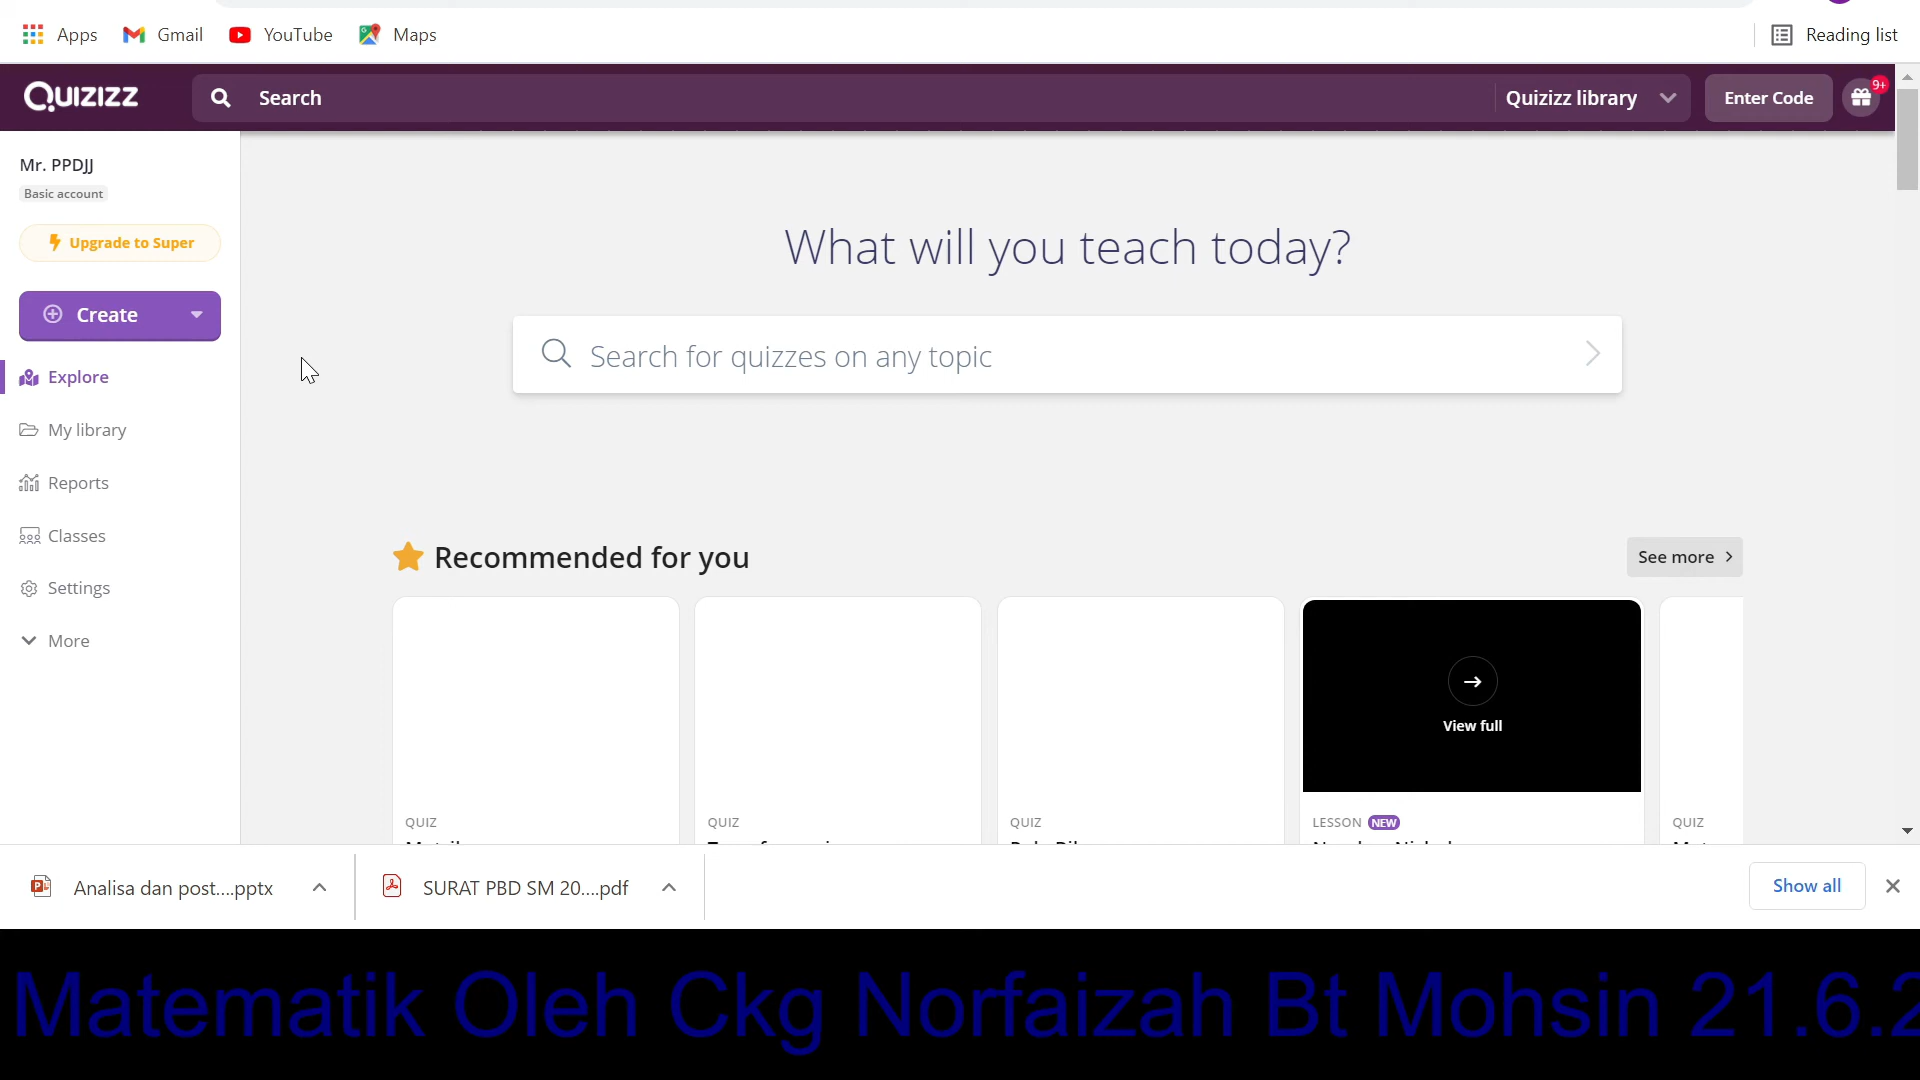 Apps Gmail YouTube Maps Reading list
Quizizz Search Quizizz library Enter Code 9+
Mr. PPDJJ
Basic account
Upgrade to Super
Create
Explore
My library
Reports
Classes
Settings
More
What will you teach today?
Search for quizzes on any topic
Recommended for you
See more
View full
QUIZ QUIZ QUIZ LESSON NEW QUIZ
Analisa dan post....pptx SURAT PBD SM 20....pdf Show all
Matematik Oleh Ckg Norfaizah Bt Mohsin 21.6.2